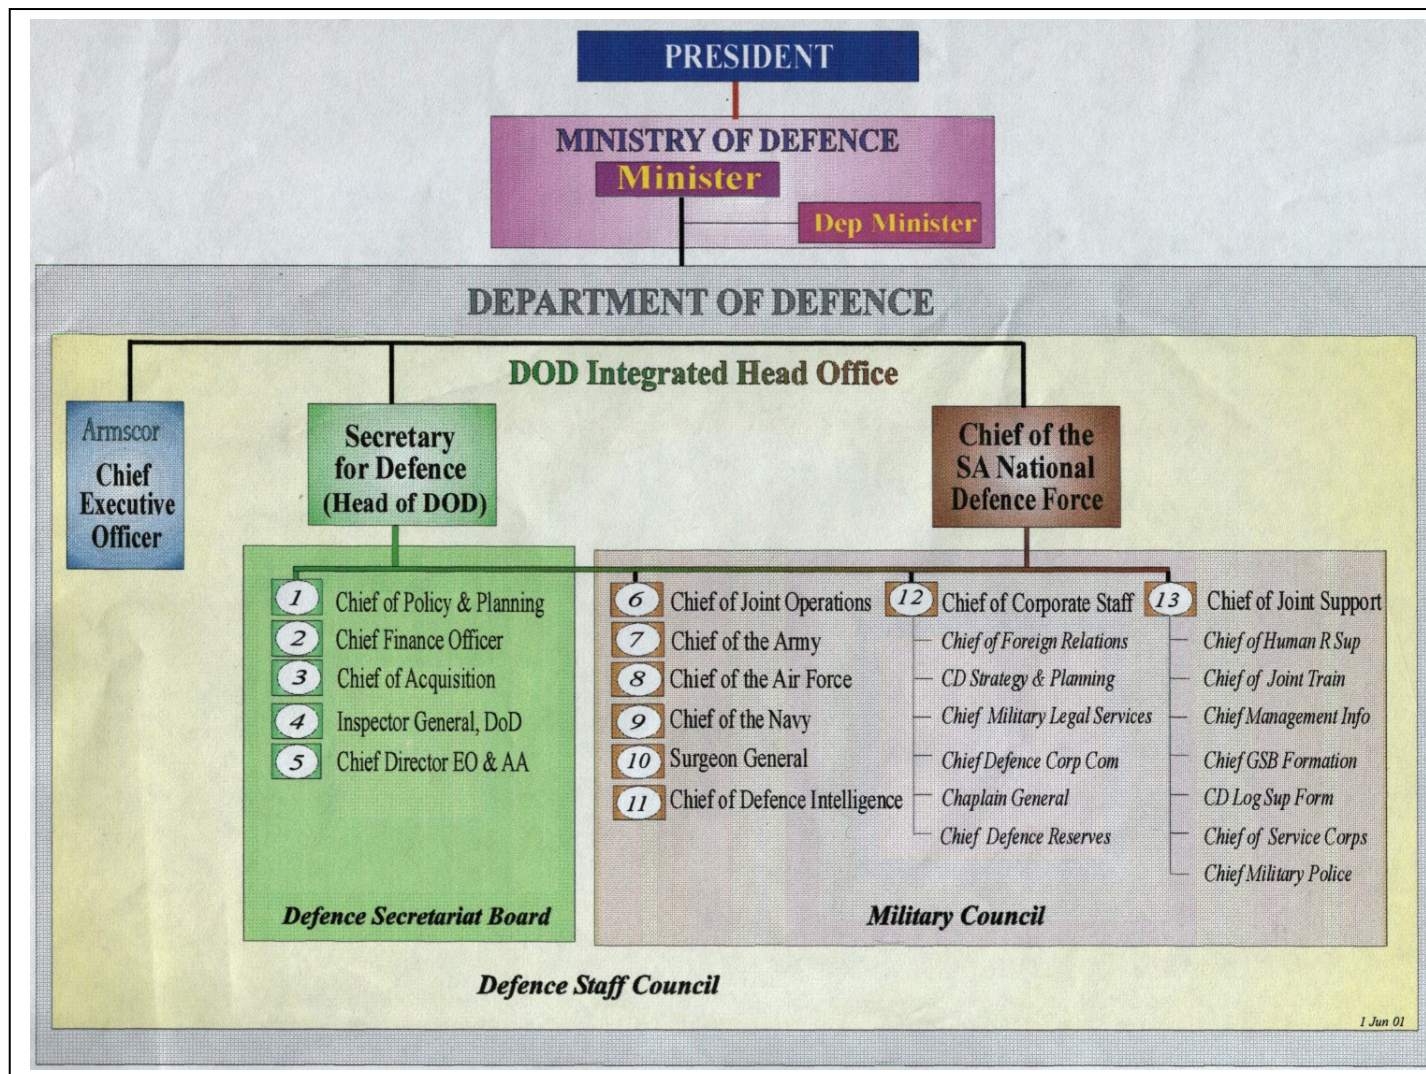 PRESIDENT
MINISTRY OF DEFENCE
Minister
Dep Minister
DEPARTMENT OF DEFENCE
DOD Integrated Head Office
Armscor
Chief
Executive
Officer
Secretary
for Defence
(Head of DOD)
Chief of the
SA National
Defence Force
1 Chief of Policy & Planning
2 Chief Finance Officer
3 Chief of Acquisition
4 Inspector General, DoD
5 Chief Director EO & AA
Defence Secretariat Board
6 Chief of Joint Operations
7 Chief of the Army
8 Chief of the Air Force
9 Chief of the Navy
10 Surgeon General
11 Chief of Defence Intelligence
12 Chief of Corporate Staff
Chief of Foreign Relations
CD Strategy & Planning
Chief Military Legal Services
Chief Defence Corp Com
Chaplain General
Chief Defence Reserves
13 Chief of Joint Support
Chief of Human R Sup
Chief of Joint Train
Chief Management Info
Chief GSB Formation
CD Log Sup Form
Chief of Service Corps
Chief Military Police
Military Council
Defence Staff Council
1 Jun 01